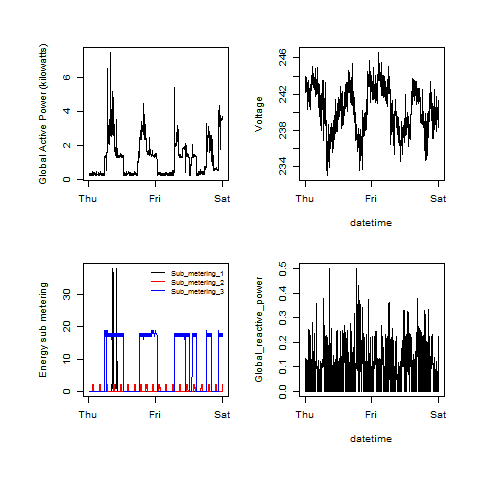 Global Active Power (kilowatts)
0 2 4 6
Thu Fri Sat
Voltage
234 238 242 246
Thu Fri Sat
datetime
Energy sub metering
0 10 20 30
Sub_metering_1
Sub_metering_2
Sub_metering_3
Thu Fri Sat
Global_reactive_power
0.0 0.1 0.2 0.3 0.4 0.5
Thu Fri Sat
datetime